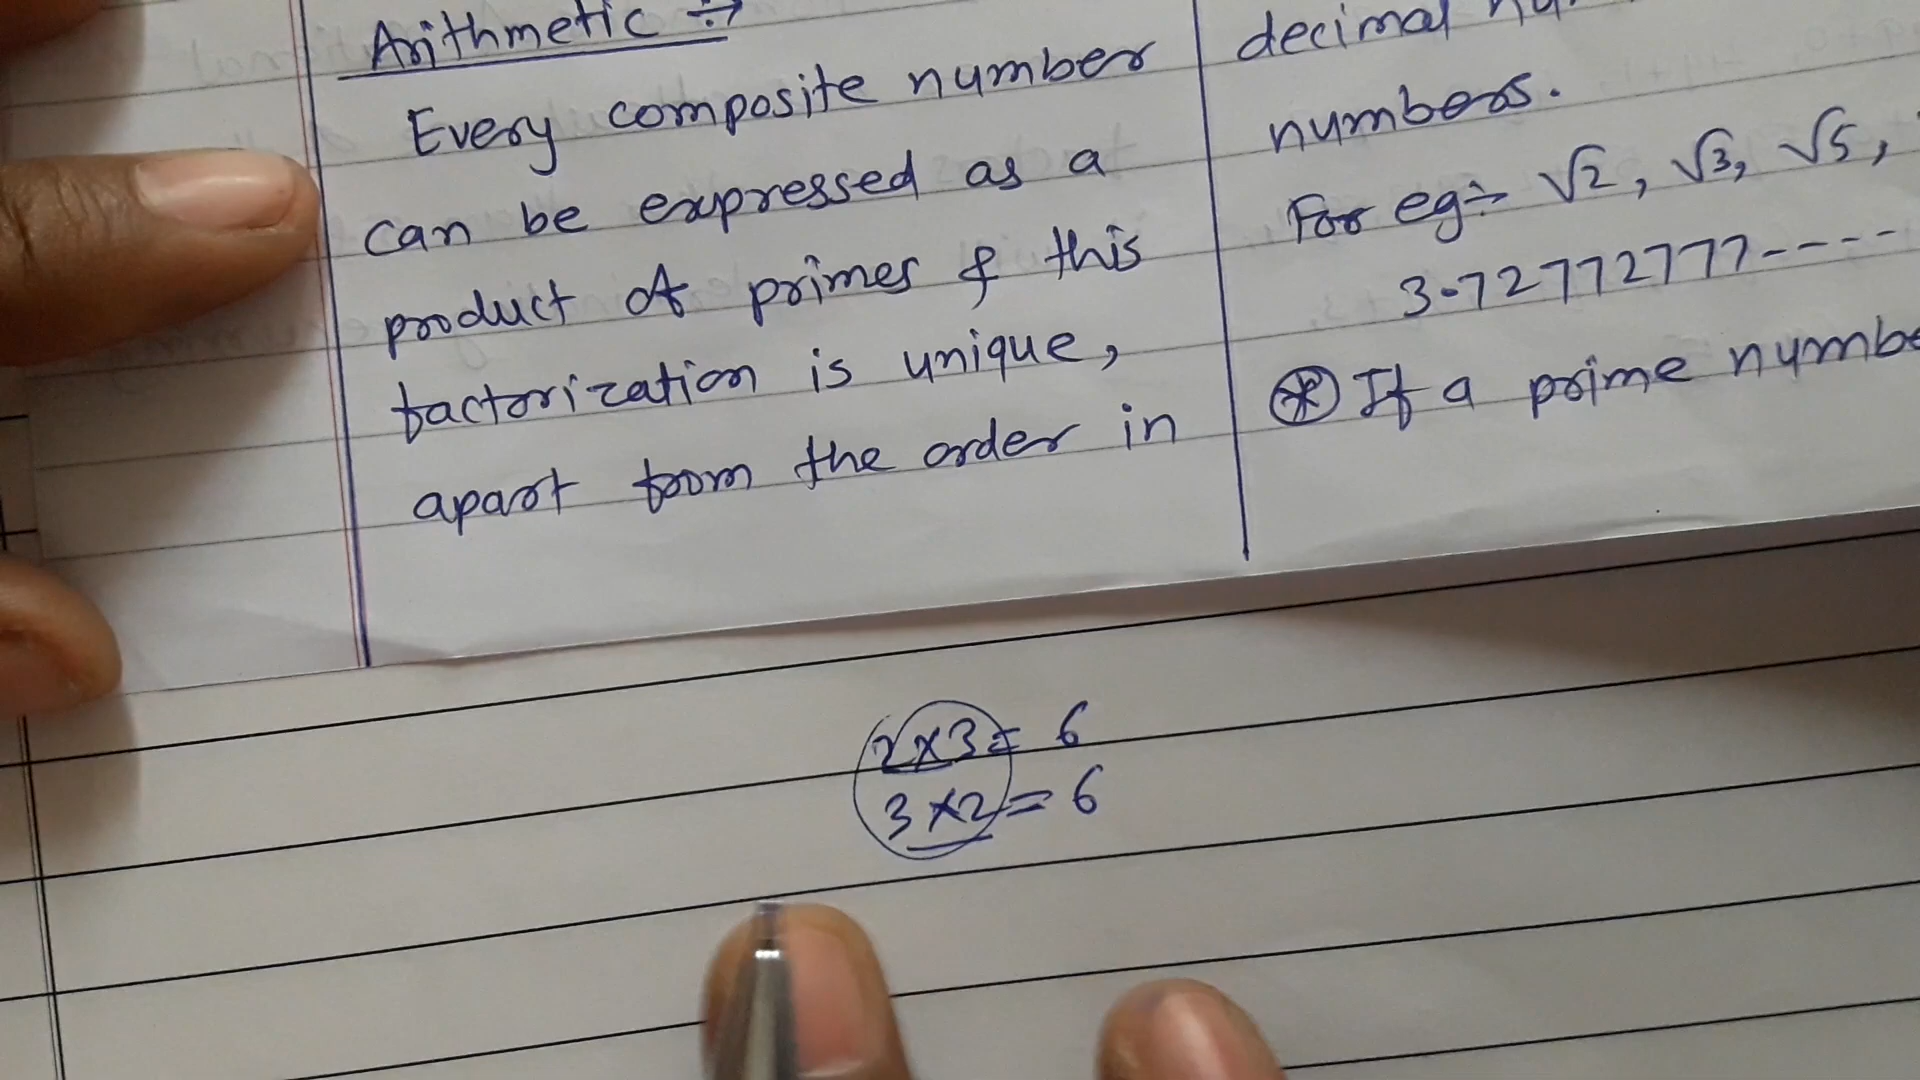 Arithmetic :→
Every composite number
can be expressed as a
product of primes & this
factorization is unique,
apart from the order in
decimal
numbers.
For eg:- √2, √3, √5,
3.72772777----
⊛ If a prime
2×3 = 6
3×2 = 6